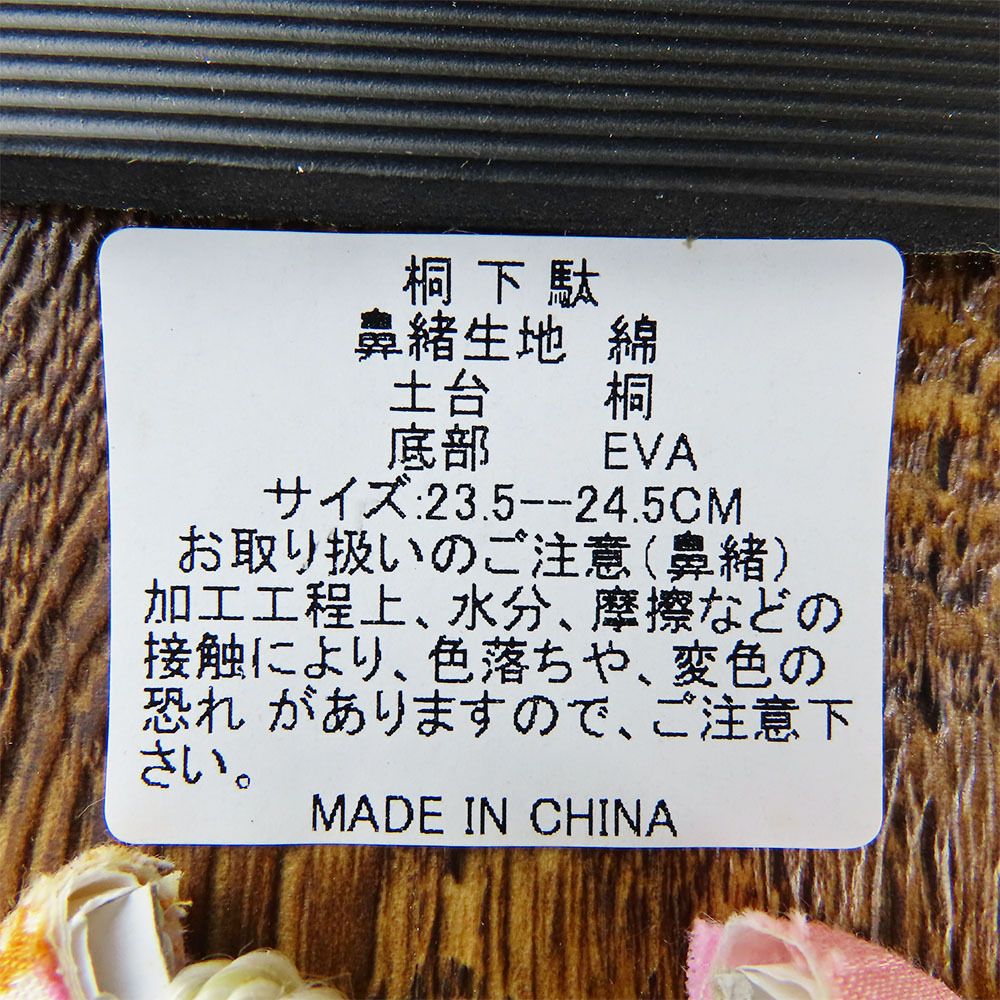 桐下駄
鼻緒生地 綿
土台 桐
底部 EVA
サイズ:23.5--24.5CM
お取り扱いのご注意(鼻緒)
加工工程上、水分、摩擦などの
接触により、色落ちや、変色の
恐れ がありますので、ご注意下
さい。
MADE IN CHINA